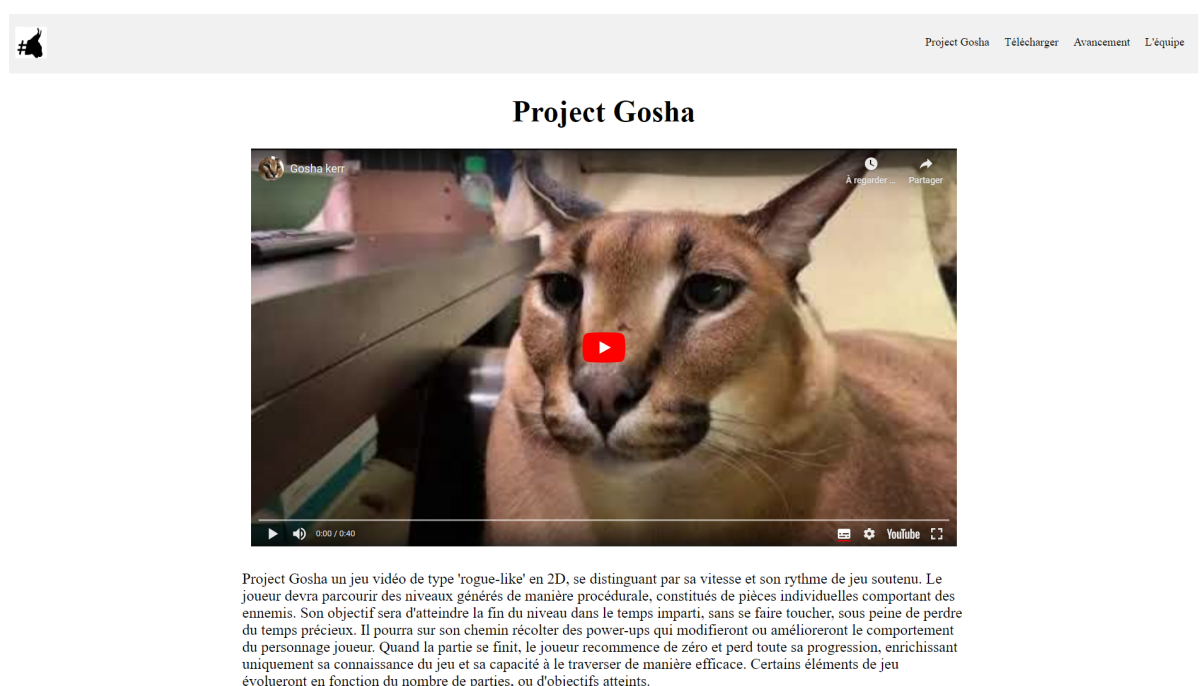 #
Project Gosha Télécharger Avancement L'équipe
Project Gosha
Gosha kerr
À regarder ... Partager
0:00 / 0:40
YouTube
Project Gosha un jeu vidéo de type 'rogue-like' en 2D, se distinguant par sa vitesse et son rythme de jeu soutenu. Le
joueur devra parcourir des niveaux générés de manière procédurale, constitués de pièces individuelles comportant des
ennemis. Son objectif sera d'atteindre la fin du niveau dans le temps imparti, sans se faire toucher, sous peine de perdre
du temps précieux. Il pourra sur son chemin récolter des power-ups qui modifieront ou amélioreront le comportement
du personnage joueur. Quand la partie se finit, le joueur recommence de zéro et perd toute sa progression, enrichissant
uniquement sa connaissance du jeu et sa capacité à le traverser de manière efficace. Certains éléments de jeu
évolueront en fonction du nombre de parties, ou d'objectifs atteints.